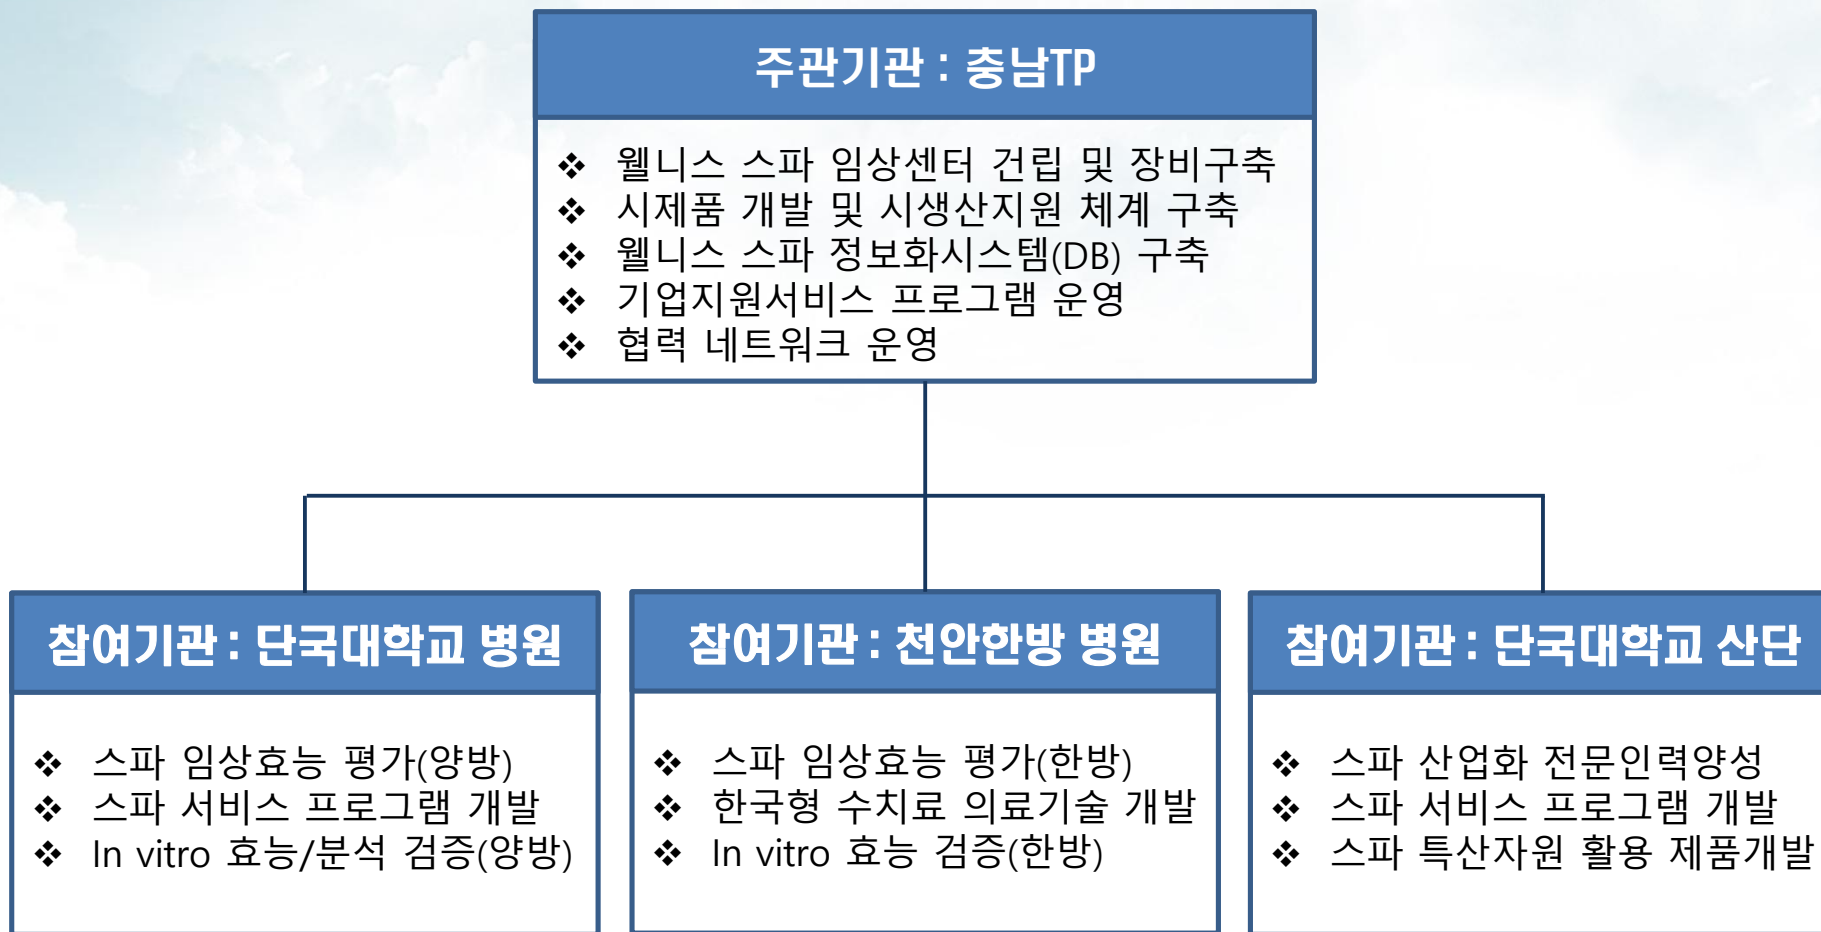 주관기관 : 충남TP
❖ 웰니스 스파 임상센터 건립 및 장비구축
❖ 시제품 개발 및 시생산지원 체계 구축
❖ 웰니스 스파 정보화시스템(DB) 구축
❖ 기업지원서비스 프로그램 운영
❖ 협력 네트워크 운영
참여기관 : 단국대학교 병원
❖ 스파 임상효능 평가(양방)
❖ 스파 서비스 프로그램 개발
❖ In vitro 효능/분석 검증(양방)
참여기관 : 천안한방 병원
❖ 스파 임상효능 평가(한방)
❖ 한국형 수치료 의료기술 개발
❖ In vitro 효능 검증(한방)
참여기관 : 단국대학교 산단
❖ 스파 산업화 전문인력양성
❖ 스파 서비스 프로그램 개발
❖ 스파 특산자원 활용 제품개발